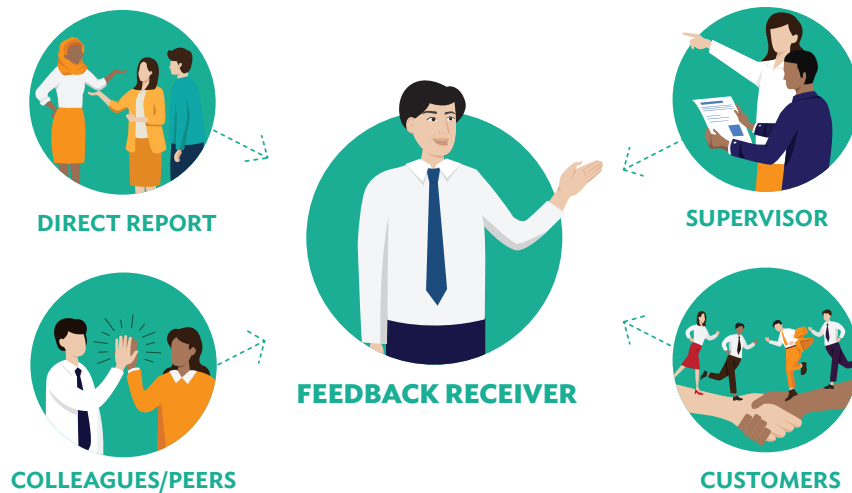 DIRECT REPORT
SUPERVISOR
FEEDBACK RECEIVER
COLLEAGUES/PEERS
CUSTOMERS